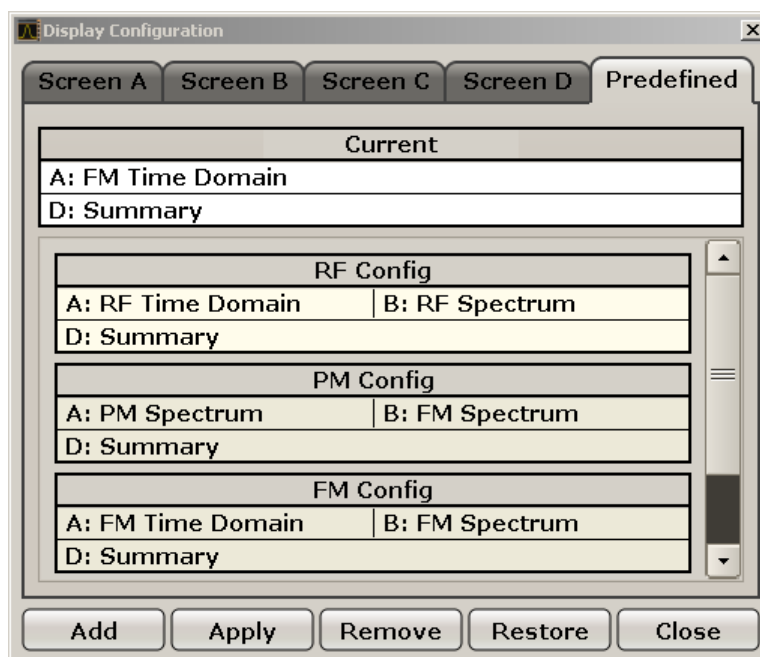 Display Configuration
Screen A Screen B Screen C Screen D Predefined
Current
A: FM Time Domain
D: Summary
RF Config
A: RF Time Domain B: RF Spectrum
D: Summary
PM Config
A: PM Spectrum B: FM Spectrum
D: Summary
FM Config
A: FM Time Domain B: FM Spectrum
D: Summary
Add Apply Remove Restore Close